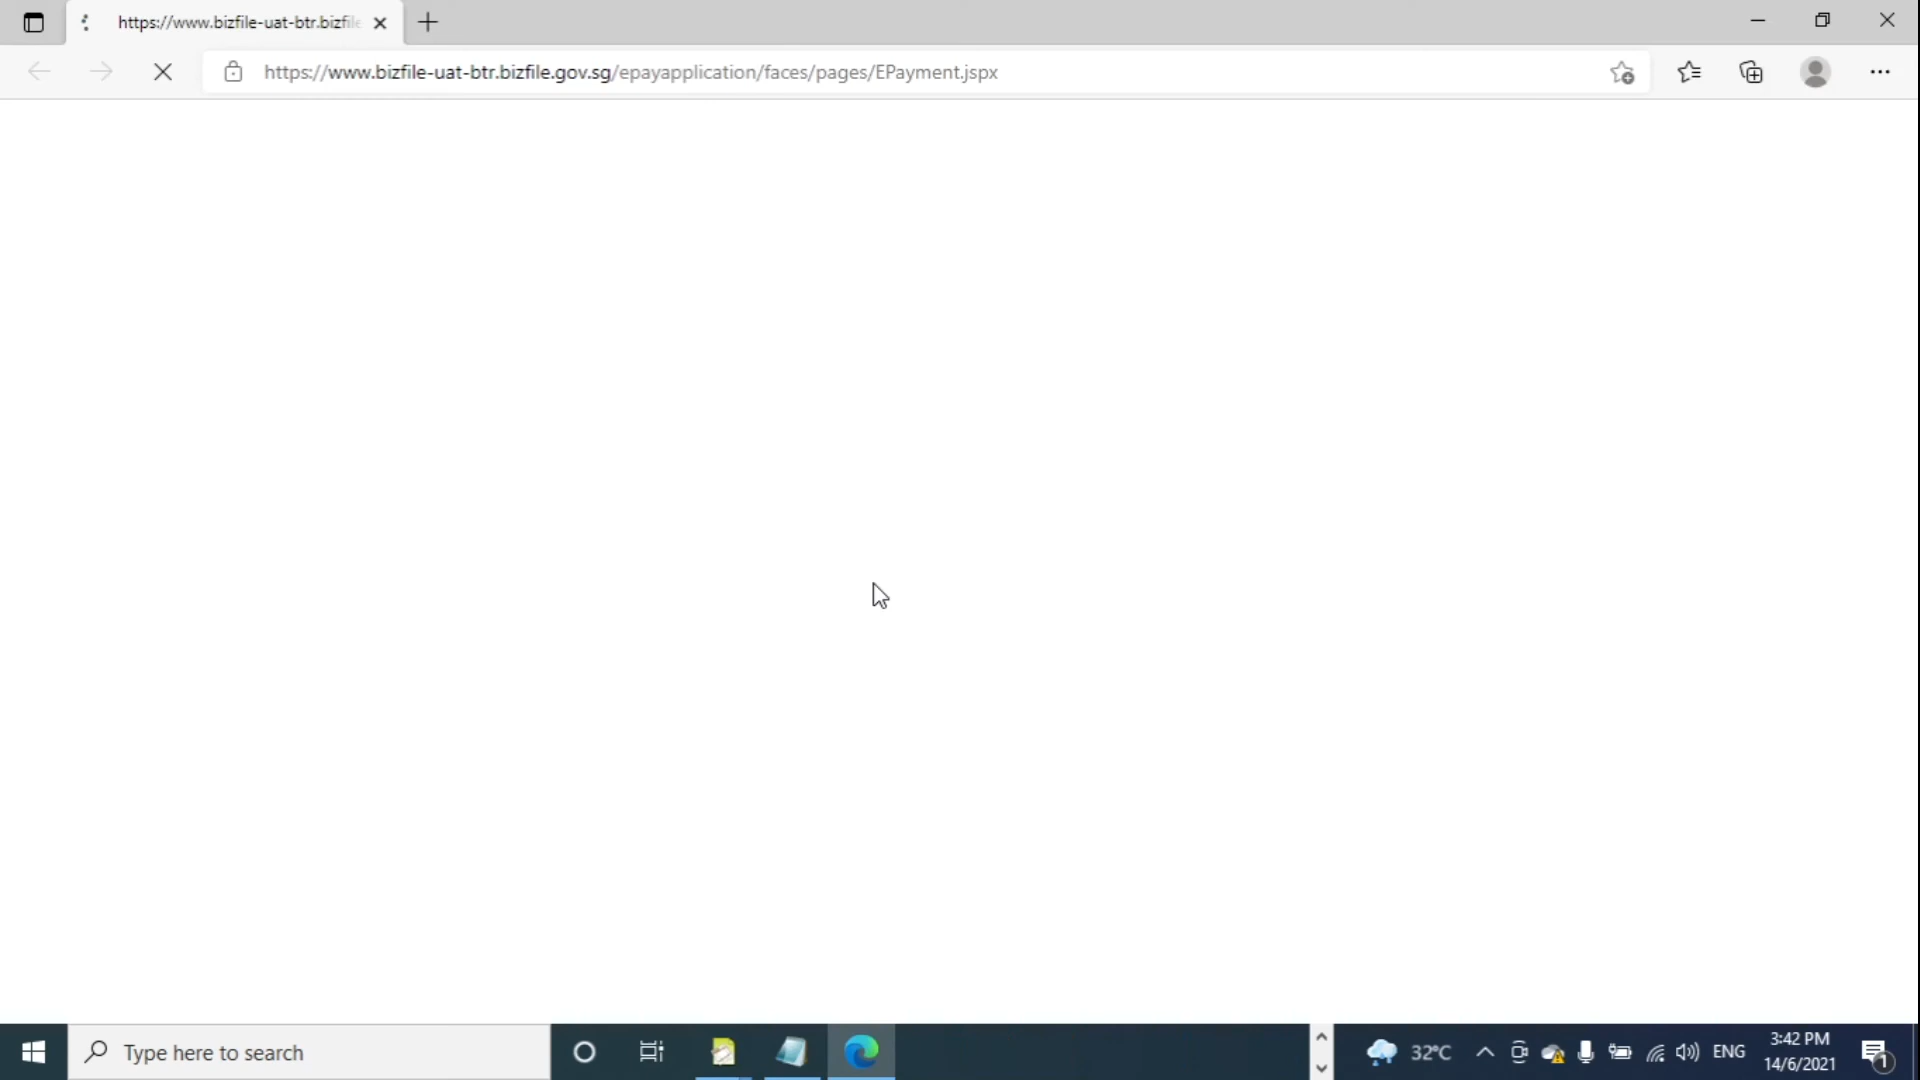 https://www.bizfile-uat-btr.bizfile
https://www.bizfile-uat-btr.bizfile.gov.sg/epayapplication/faces/pages/EPayment.jspx
Type here to search
32°C
ENG
3:42 PM
14/6/2021
1